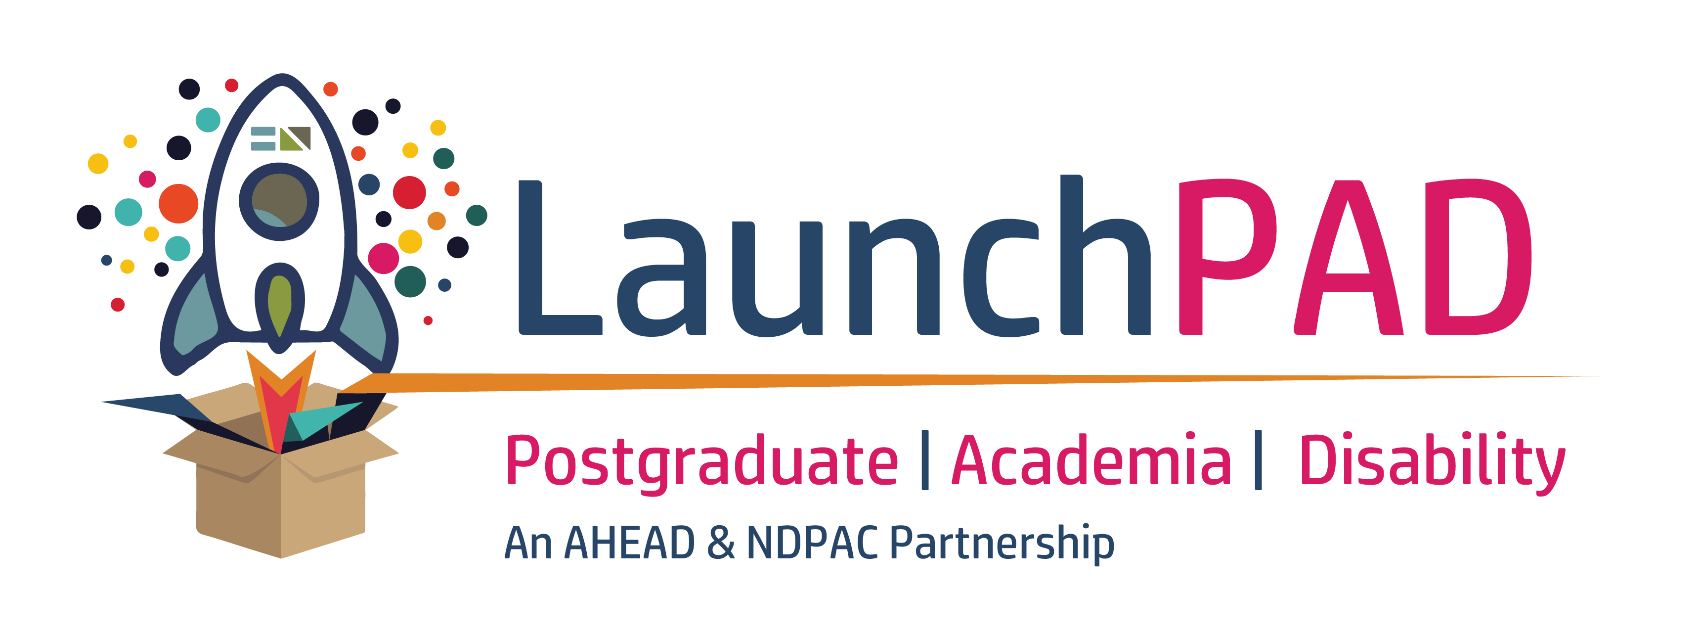 LaunchPAD
Postgraduate | Academia | Disability
An AHEAD & NDPAC Partnership